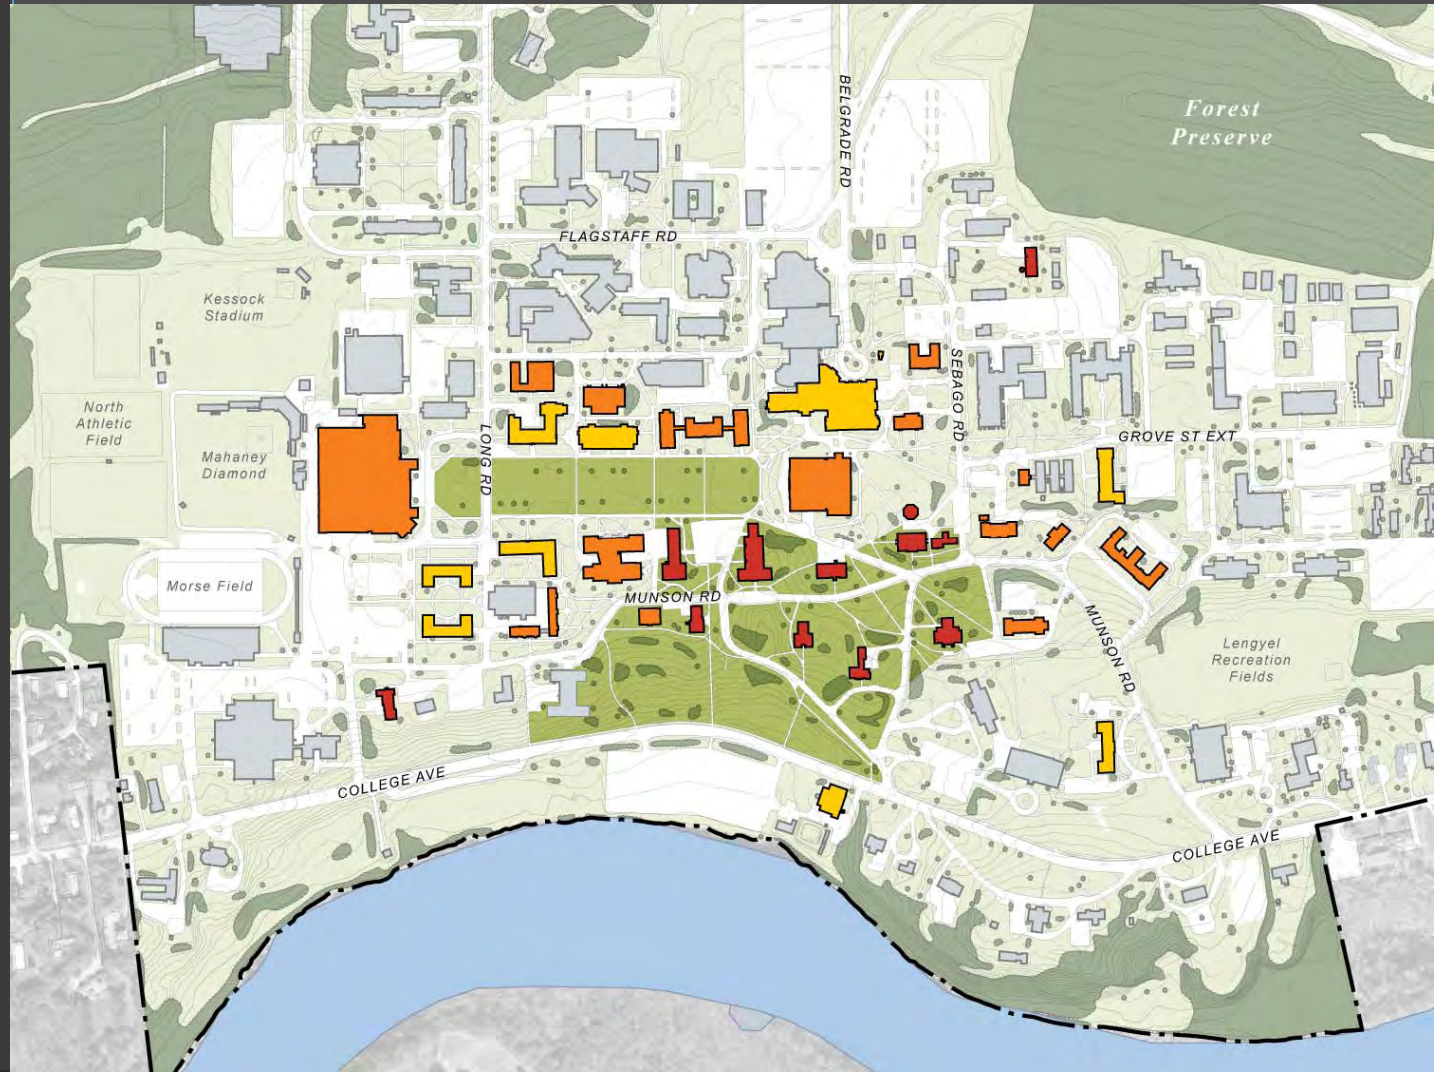 BELGRADE RD
Forest
Preserve
FLAGSTAFF RD
Kessock
Stadium
SEBAGO RD
North
Athletic
Field
LONG RD
GROVE ST EXT
Mahaney
Diamond
Morse Field
MUNSON RD
MUNSON RD
Lengyel
Recreation
Fields
COLLEGE AVE
COLLEGE AVE